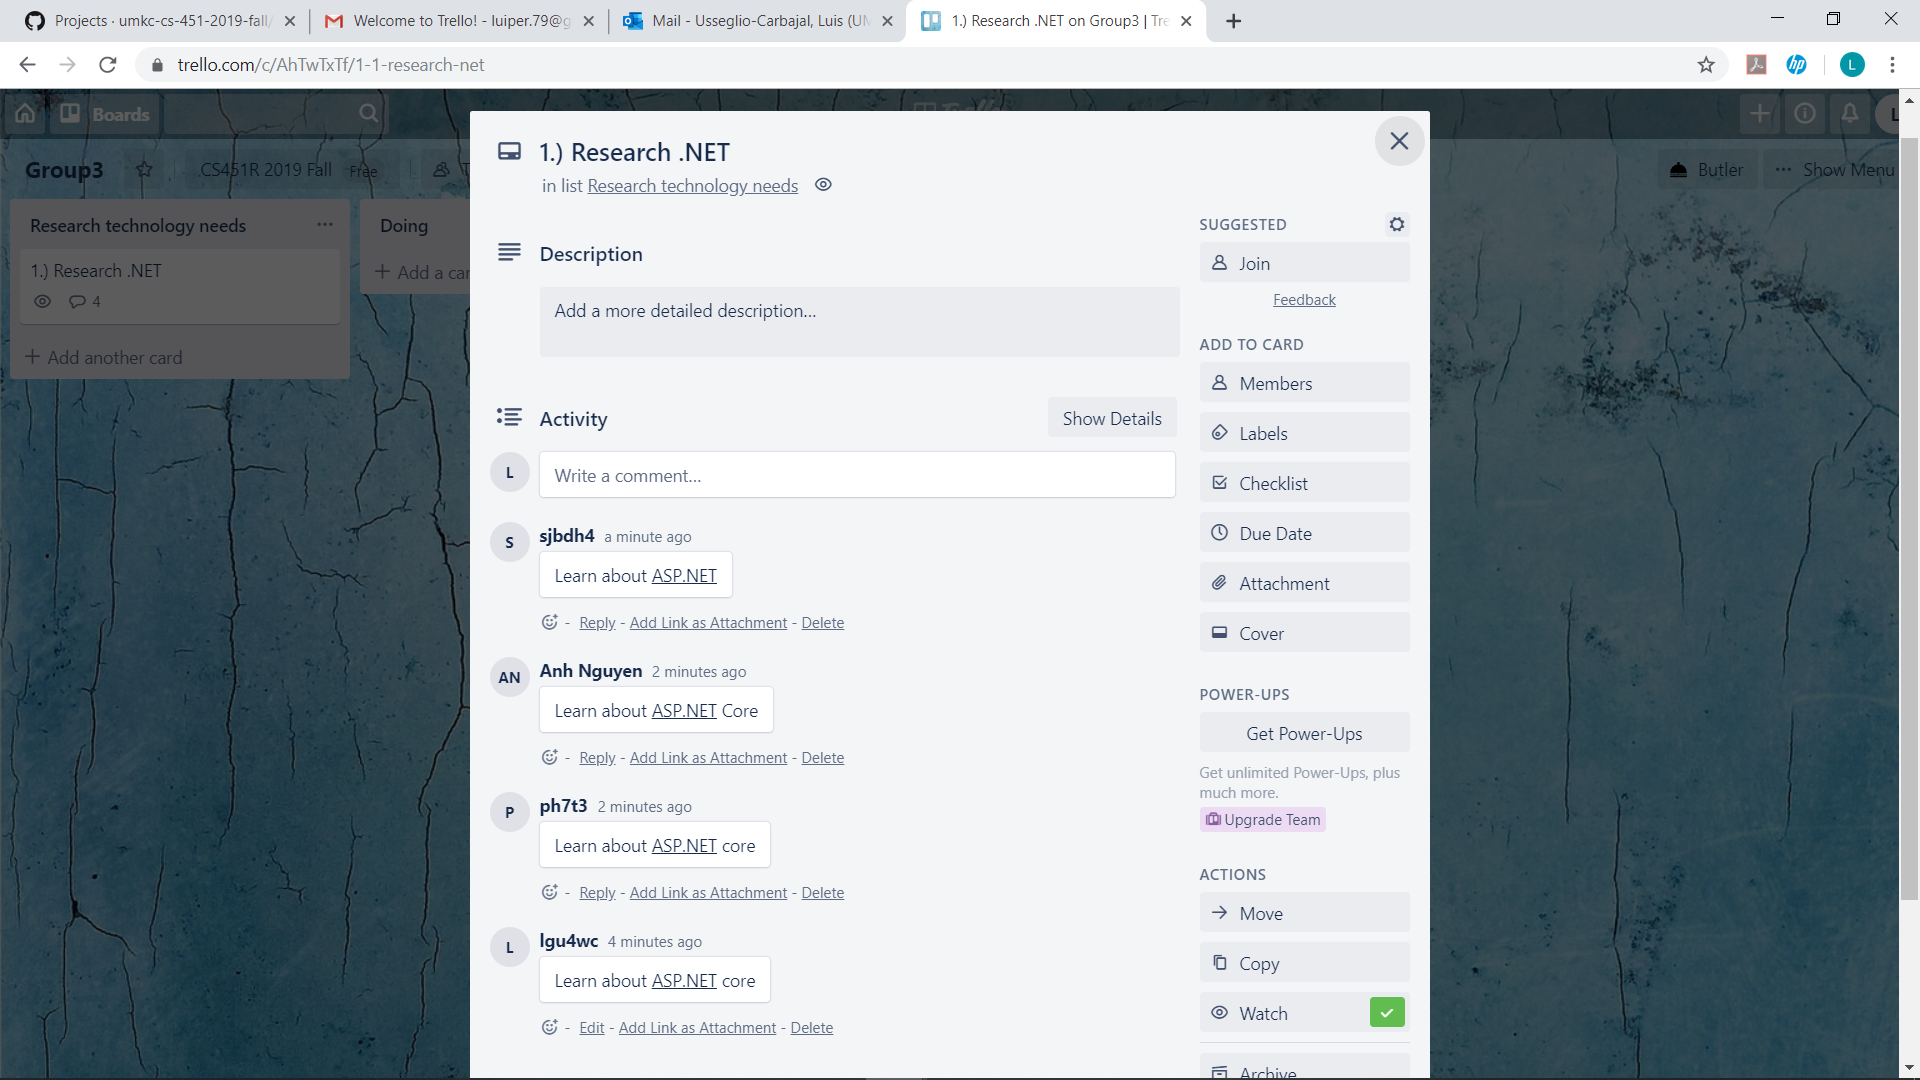 Projects · umkc-cs-451-2019-fall/
Welcome to Trello! - luiper.79@g
Mail - Usseglio-Carbajal, Luis (UM
1.) Research .NET on Group3 | Tre
trello.com/c/AhTwTxTf/1-1-research-net
L
Boards
Trello
Group3
CS451R 2019 Fall
Free
Butler
Show Menu
Research technology needs
1.) Research .NET
4
Add another card
Doing
Add a car
1.) Research .NET
in list Research technology needs
Description
Add a more detailed description...
Activity
Show Details
L
Write a comment...
S
sjbdh4 a minute ago
Learn about ASP.NET
- Reply - Add Link as Attachment - Delete
AN
Anh Nguyen 2 minutes ago
Learn about ASP.NET Core
- Reply - Add Link as Attachment - Delete
P
ph7t3 2 minutes ago
Learn about ASP.NET core
- Reply - Add Link as Attachment - Delete
L
lgu4wc 4 minutes ago
Learn about ASP.NET core
- Edit - Add Link as Attachment - Delete
SUGGESTED
Join
Feedback
ADD TO CARD
Members
Labels
Checklist
Due Date
Attachment
Cover
POWER-UPS
Get Power-Ups
Get unlimited Power-Ups, plus
much more.
Upgrade Team
ACTIONS
Move
Copy
Watch
Archive